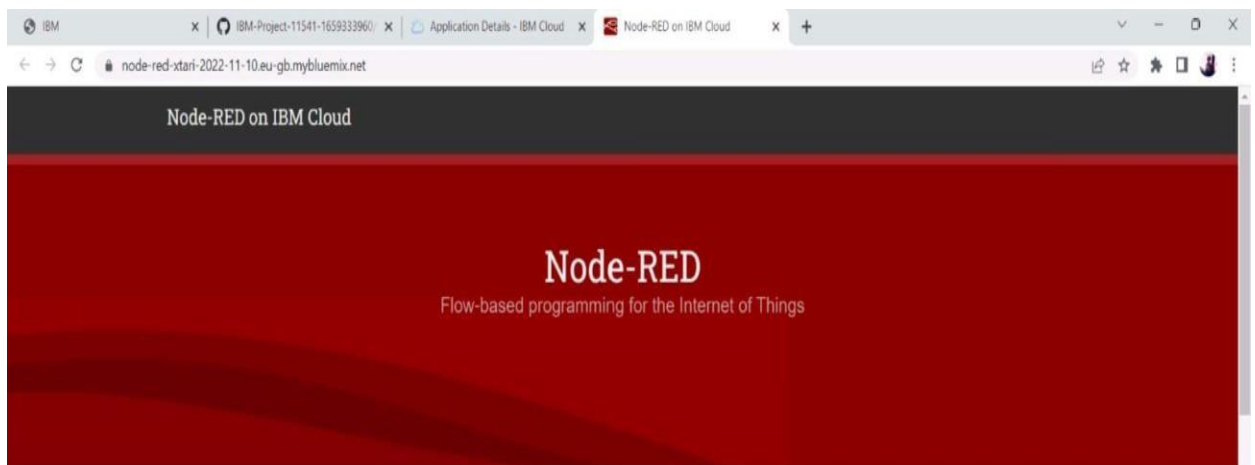 IBM
IBM-Project-11541-1659333960/
Application Details - IBM Cloud
Node-RED on IBM Cloud
node-red-xtari-2022-11-10.eu-gb.mybluemix.net
Node-RED on IBM Cloud
Node-RED
Flow-based programming for the Internet of Things